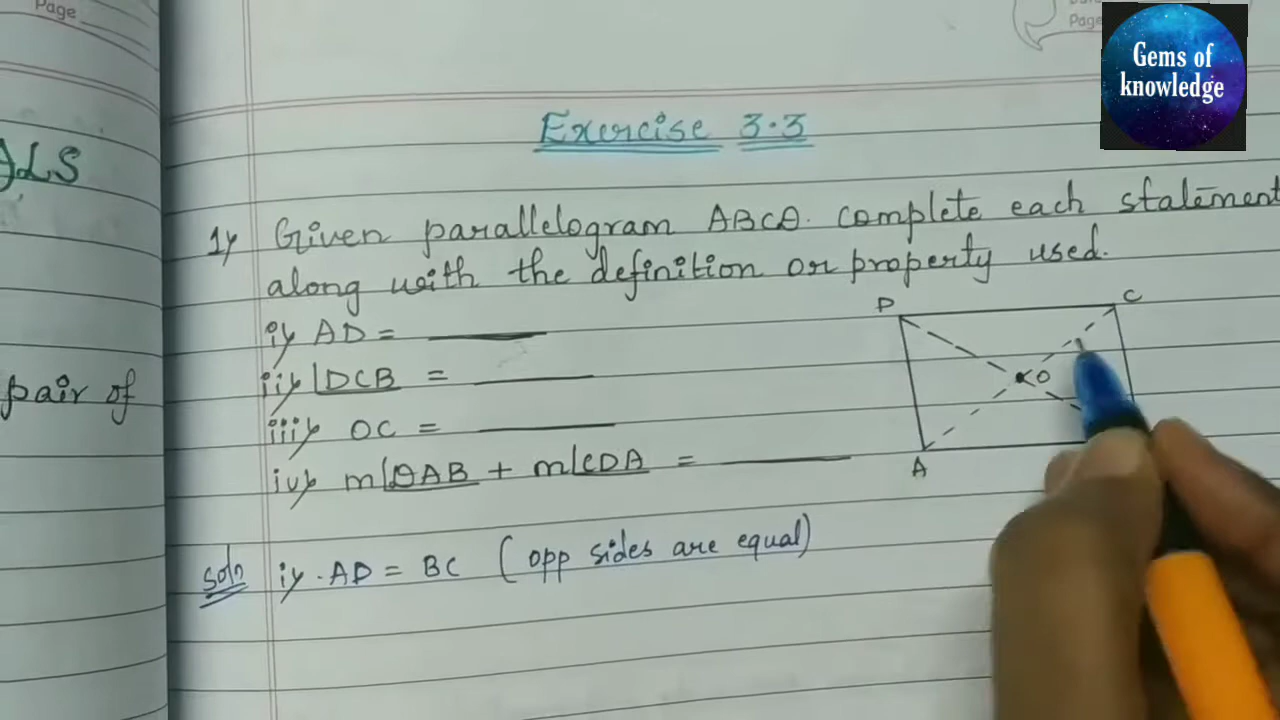 Page
Page
Gems of
knowledge
Exercise 3.3
ALS
1) Given parallelogram ABCD. Complete each statement
along with the definition or property used.
i) AD =
ii) ∠DCB =
iii) OC =
iv) m∠DAB + m∠CDA =
D
C
O
A
pair of
Soln i) AD = BC (opp sides are equal)